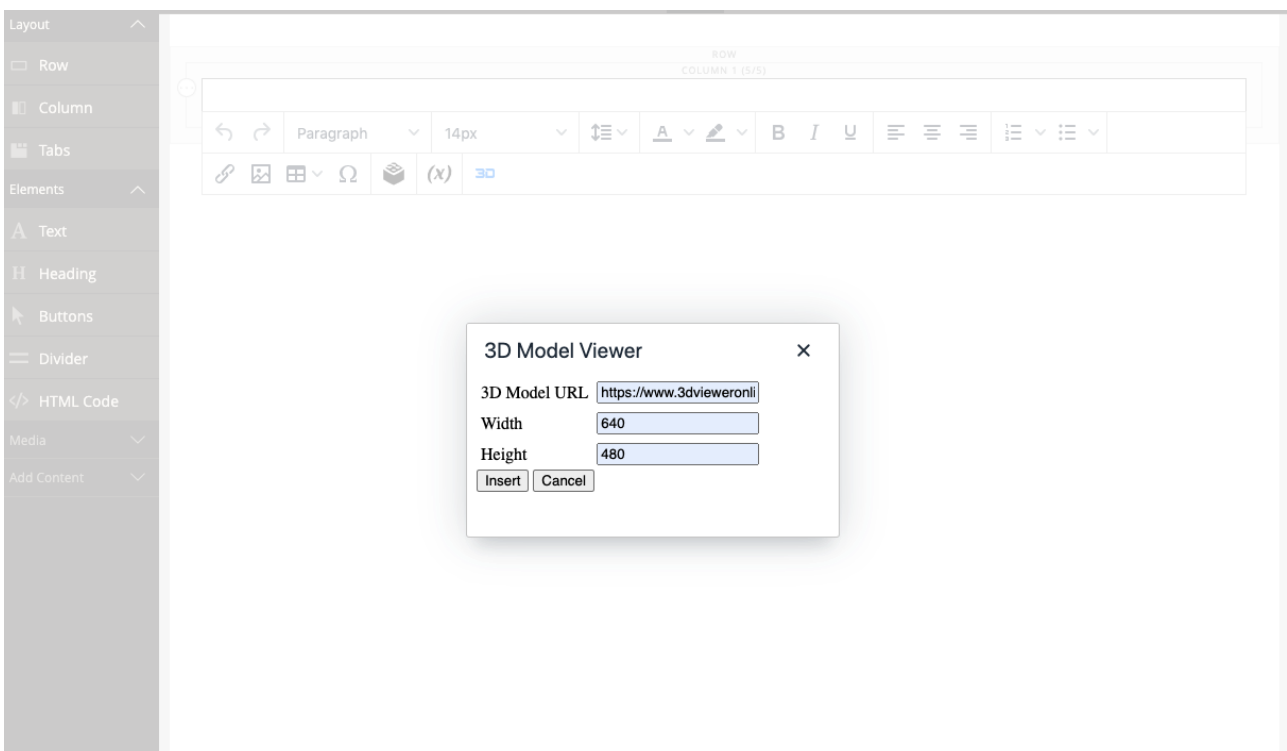 Layout
Row
Column
Tabs
Elements
Text
Heading
Buttons
Divider
HTML Code
Media
Add Content
ROW
COLUMN 1 (5/5)
Paragraph 14px A B I U
Ω (x) 3D
3D Model Viewer
3D Model URL https://www.3dvieweronli
Width 640
Height 480
Insert Cancel